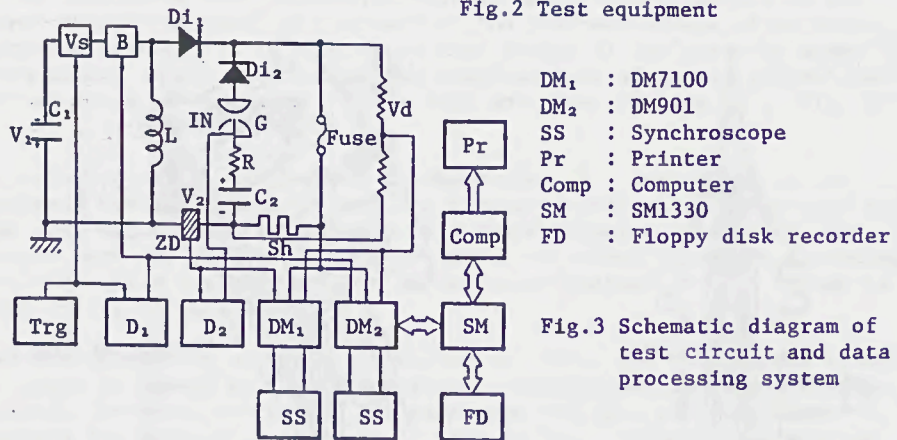 Fig.2 Test equipment
Di₁
Vs
B
Di₂
C₁
V₁
L
IN
G
R
C₂
V₂
ZD
Sh
Fuse
Vd
Trg
D₁
D₂
DM₁
DM₂
SS
SS
Pr
Comp
SM
FD
DM₁ : DM7100
DM₂ : DM901
SS : Synchroscope
Pr : Printer
Comp : Computer
SM : SM1330
FD : Floppy disk recorder
Fig.3 Schematic diagram of
test circuit and data
processing system